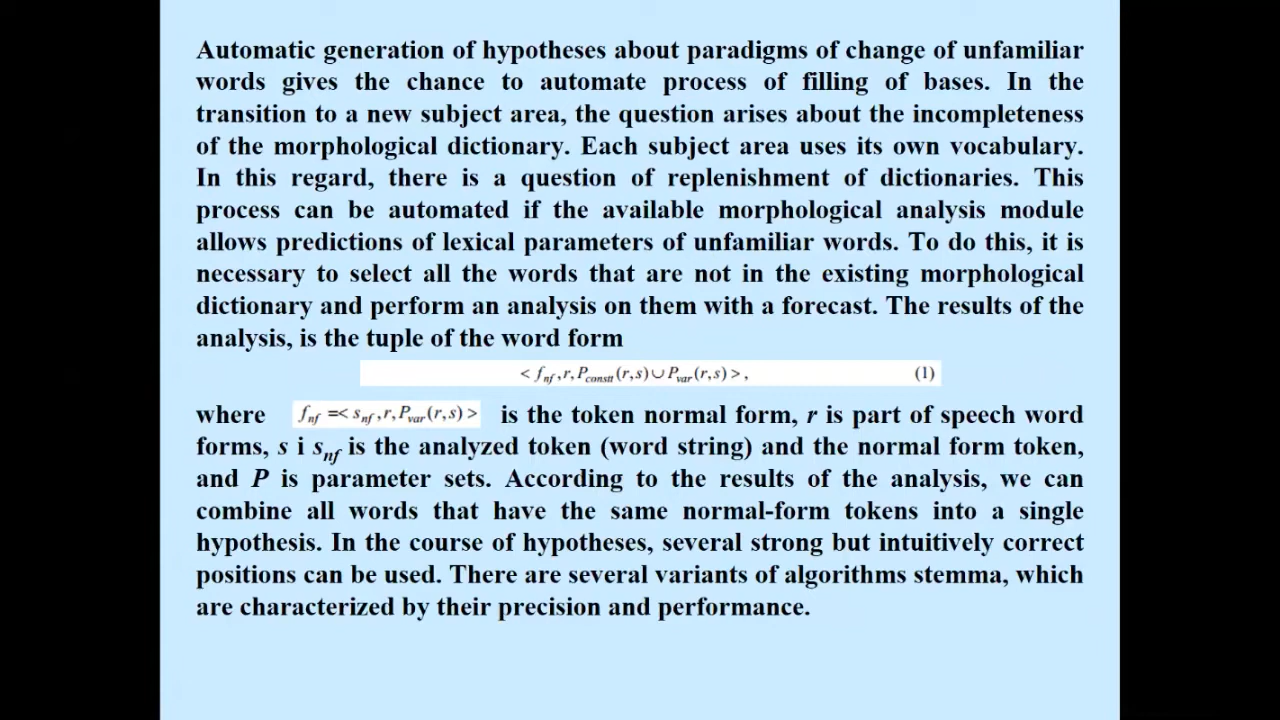 Automatic generation of hypotheses about paradigms of change of unfamiliar
words gives the chance to automate process of filling of bases. In the
transition to a new subject area, the question arises about the incompleteness
of the morphological dictionary. Each subject area uses its own vocabulary.
In this regard, there is a question of replenishment of dictionaries. This
process can be automated if the available morphological analysis module
allows predictions of lexical parameters of unfamiliar words. To do this, it is
necessary to select all the words that are not in the existing morphological
dictionary and perform an analysis on them with a forecast. The results of the
analysis, is the tuple of the word form
< f_nf, r, P_constt(r,s) ∪ P_var(r,s) >, (1)
where f_nf =< s_nf, r, P_var(r,s) > is the token normal form, r is part of speech word
forms, s i s_nf is the analyzed token (word string) and the normal form token,
and P is parameter sets. According to the results of the analysis, we can
combine all words that have the same normal-form tokens into a single
hypothesis. In the course of hypotheses, several strong but intuitively correct
positions can be used. There are several variants of algorithms stemma, which
are characterized by their precision and performance.